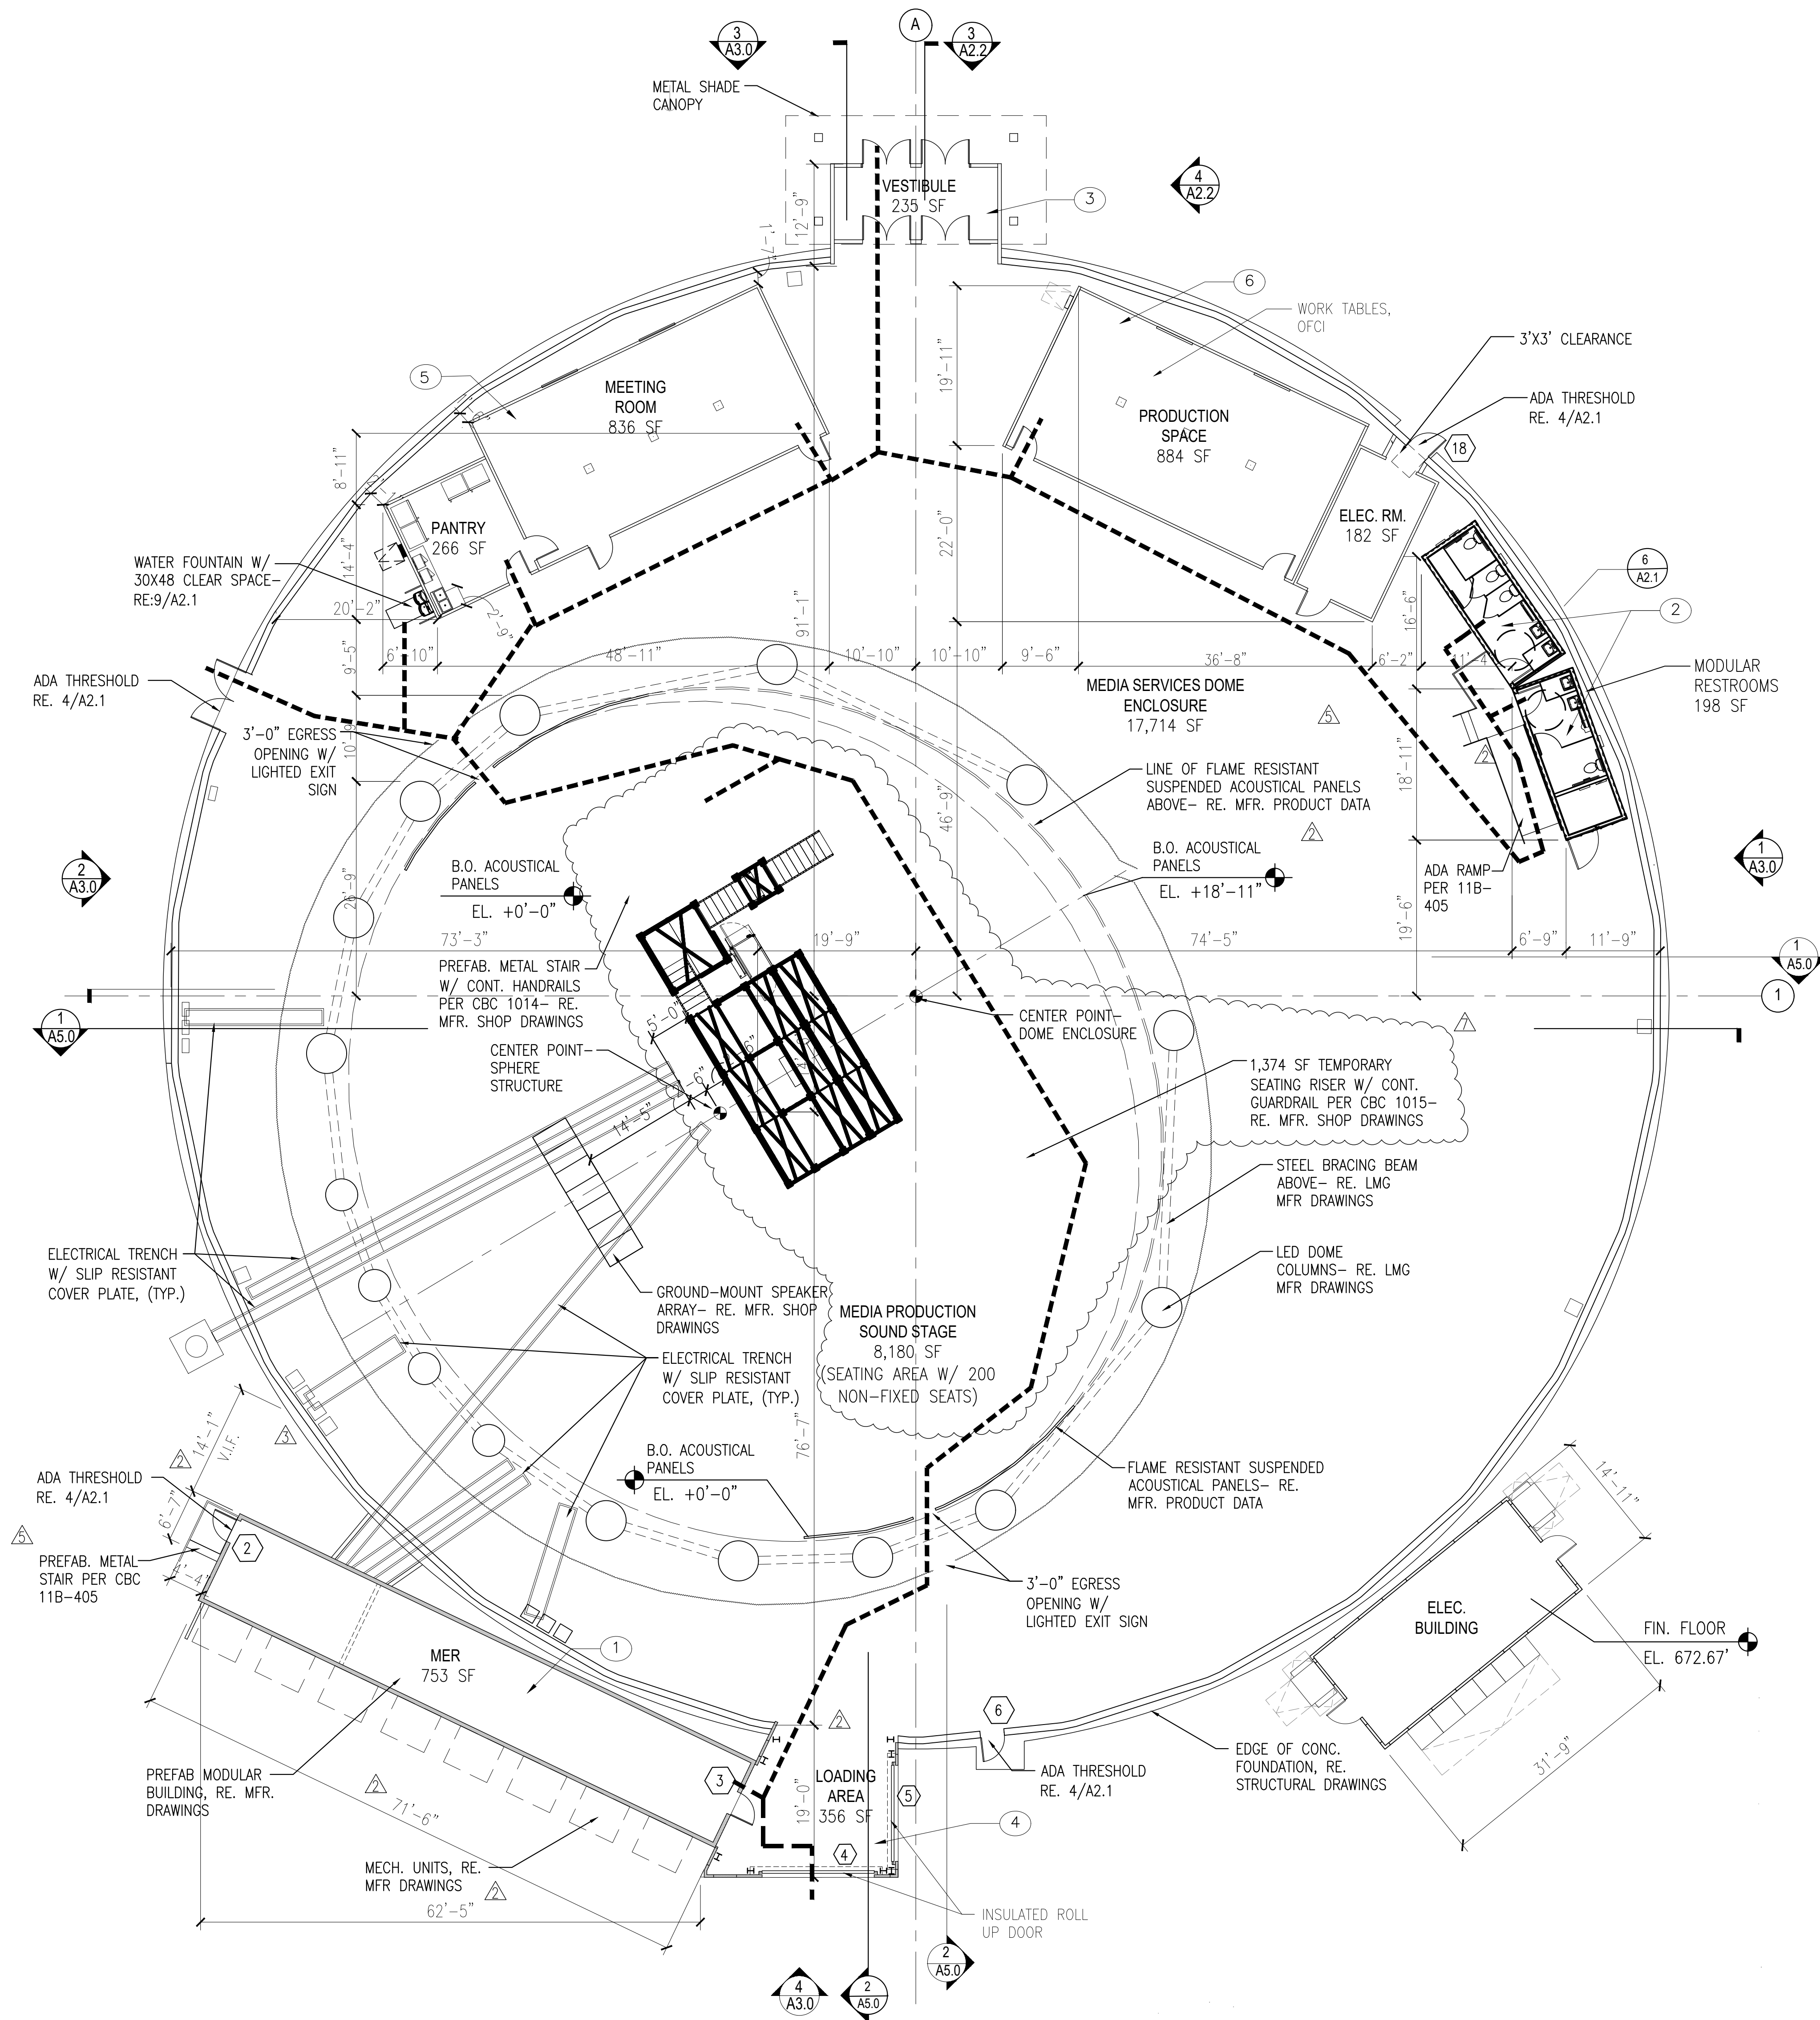 3
A3.0
A
3
A2.2
METAL SHADE
CANOPY
4
A2.2
VESTIBULE
235 SF
3
12'-9"
1'-7"
6
WORK TABLES,
OFCI
3'X3' CLEARANCE
5
MEETING
ROOM
836 SF
19'-11"
PRODUCTION
SPACE
884 SF
ADA THRESHOLD
RE. 4/A2.1
18
8'-11"
PANTRY
266 SF
22'-0"
ELEC. RM.
182 SF
WATER FOUNTAIN W/
30X48 CLEAR SPACE-
RE:9/A2.1
14'-4"
20'-2"
2'-9"
91'-1"
6
A2.1
2
16'-6"
9'-5"
6'-10"
48'-11"
10'-10"
10'-10"
9'-6"
36'-8"
6'-2"
11'-4"
ADA THRESHOLD
RE. 4/A2.1
MEDIA SERVICES DOME
ENCLOSURE
17,714 SF
5
MODULAR
RESTROOMS
198 SF
3'-0" EGRESS
OPENING W/
LIGHTED EXIT
SIGN
10'-9"
2
18'-11"
LINE OF FLAME RESISTANT
SUSPENDED ACOUSTICAL PANELS
ABOVE- RE. MFR. PRODUCT DATA
2
46'-9"
B.O. ACOUSTICAL
PANELS
EL. +18'-11"
B.O. ACOUSTICAL
PANELS
EL. +0'-0"
2
A3.0
1
A3.0
ADA RAMP
PER 11B-
405
26'-9"
19'-6"
73'-3"
19'-9"
74'-5"
6'-9"
11'-9"
1
A5.0
PREFAB. METAL STAIR
W/ CONT. HANDRAILS
PER CBC 1014- RE.
MFR. SHOP DRAWINGS
1
1
A5.0
5'-0"
CENTER POINT-
DOME ENCLOSURE
7
CENTER POINT-
SPHERE
STRUCTURE
14'-5"
1,374 SF TEMPORARY
SEATING RISER W/ CONT.
GUARDRAIL PER CBC 1015-
RE. MFR. SHOP DRAWINGS
STEEL BRACING BEAM
ABOVE- RE. LMG
MFR DRAWINGS
ELECTRICAL TRENCH
W/ SLIP RESISTANT
COVER PLATE, (TYP.)
LED DOME
COLUMNS- RE. LMG
MFR DRAWINGS
GROUND-MOUNT SPEAKER
ARRAY- RE. MFR. SHOP
DRAWINGS
MEDIA PRODUCTION
SOUND STAGE
8,180 SF
(SEATING AREA W/ 200
NON-FIXED SEATS)
ELECTRICAL TRENCH
W/ SLIP RESISTANT
COVER PLATE, (TYP.)
14'-1"
V.I.F.
3
2
76'-7"
B.O. ACOUSTICAL
PANELS
EL. +0'-0"
ADA THRESHOLD
RE. 4/A2.1
FLAME RESISTANT SUSPENDED
ACOUSTICAL PANELS- RE.
MFR. PRODUCT DATA
14'-11"
6'-7"
5
2
PREFAB. METAL
STAIR PER CBC
11B-405
4'-4"
3'-0" EGRESS
OPENING W/
LIGHTED EXIT SIGN
ELEC.
BUILDING
FIN. FLOOR
EL. 672.67'
MER
753 SF
1
6
2
EDGE OF CONC.
FOUNDATION, RE.
STRUCTURAL DRAWINGS
31'-9"
PREFAB MODULAR
BUILDING, RE. MFR.
DRAWINGS
2
71'-6"
3
LOADING
AREA
356 SF
19'-0"
5
ADA THRESHOLD
RE. 4/A2.1
4
4
MECH. UNITS, RE.
MFR DRAWINGS
2
62'-5"
INSULATED ROLL
UP DOOR
2
A5.0
4
A3.0
2
A5.0